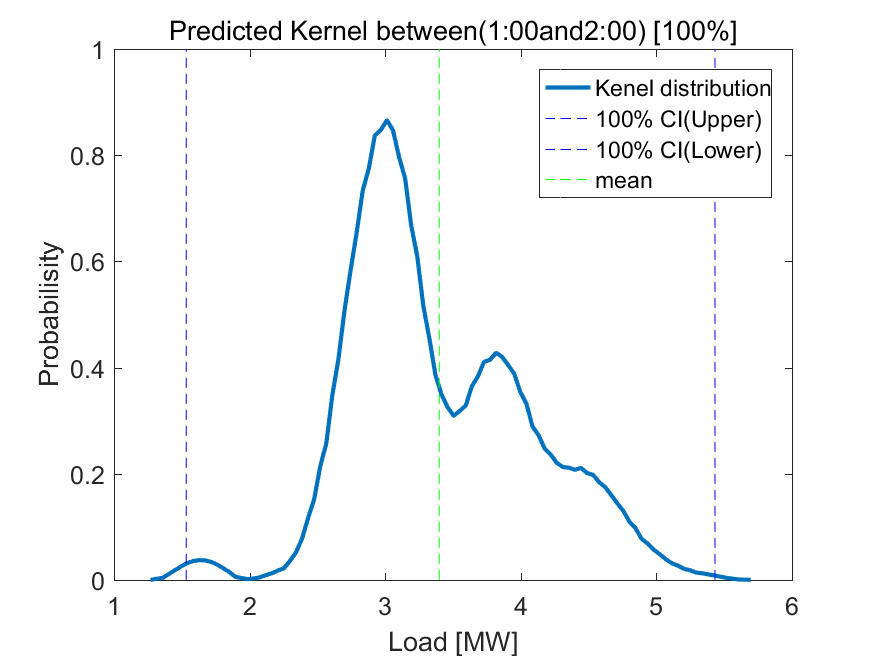 Predicted Kernel between(1:00and2:00) [100%]
1
0.8
0.6
0.4
0.2
0
Probabilisity
Kenel distribution
100% CI(Upper)
100% CI(Lower)
mean
1 2 3 4 5 6
Load [MW]